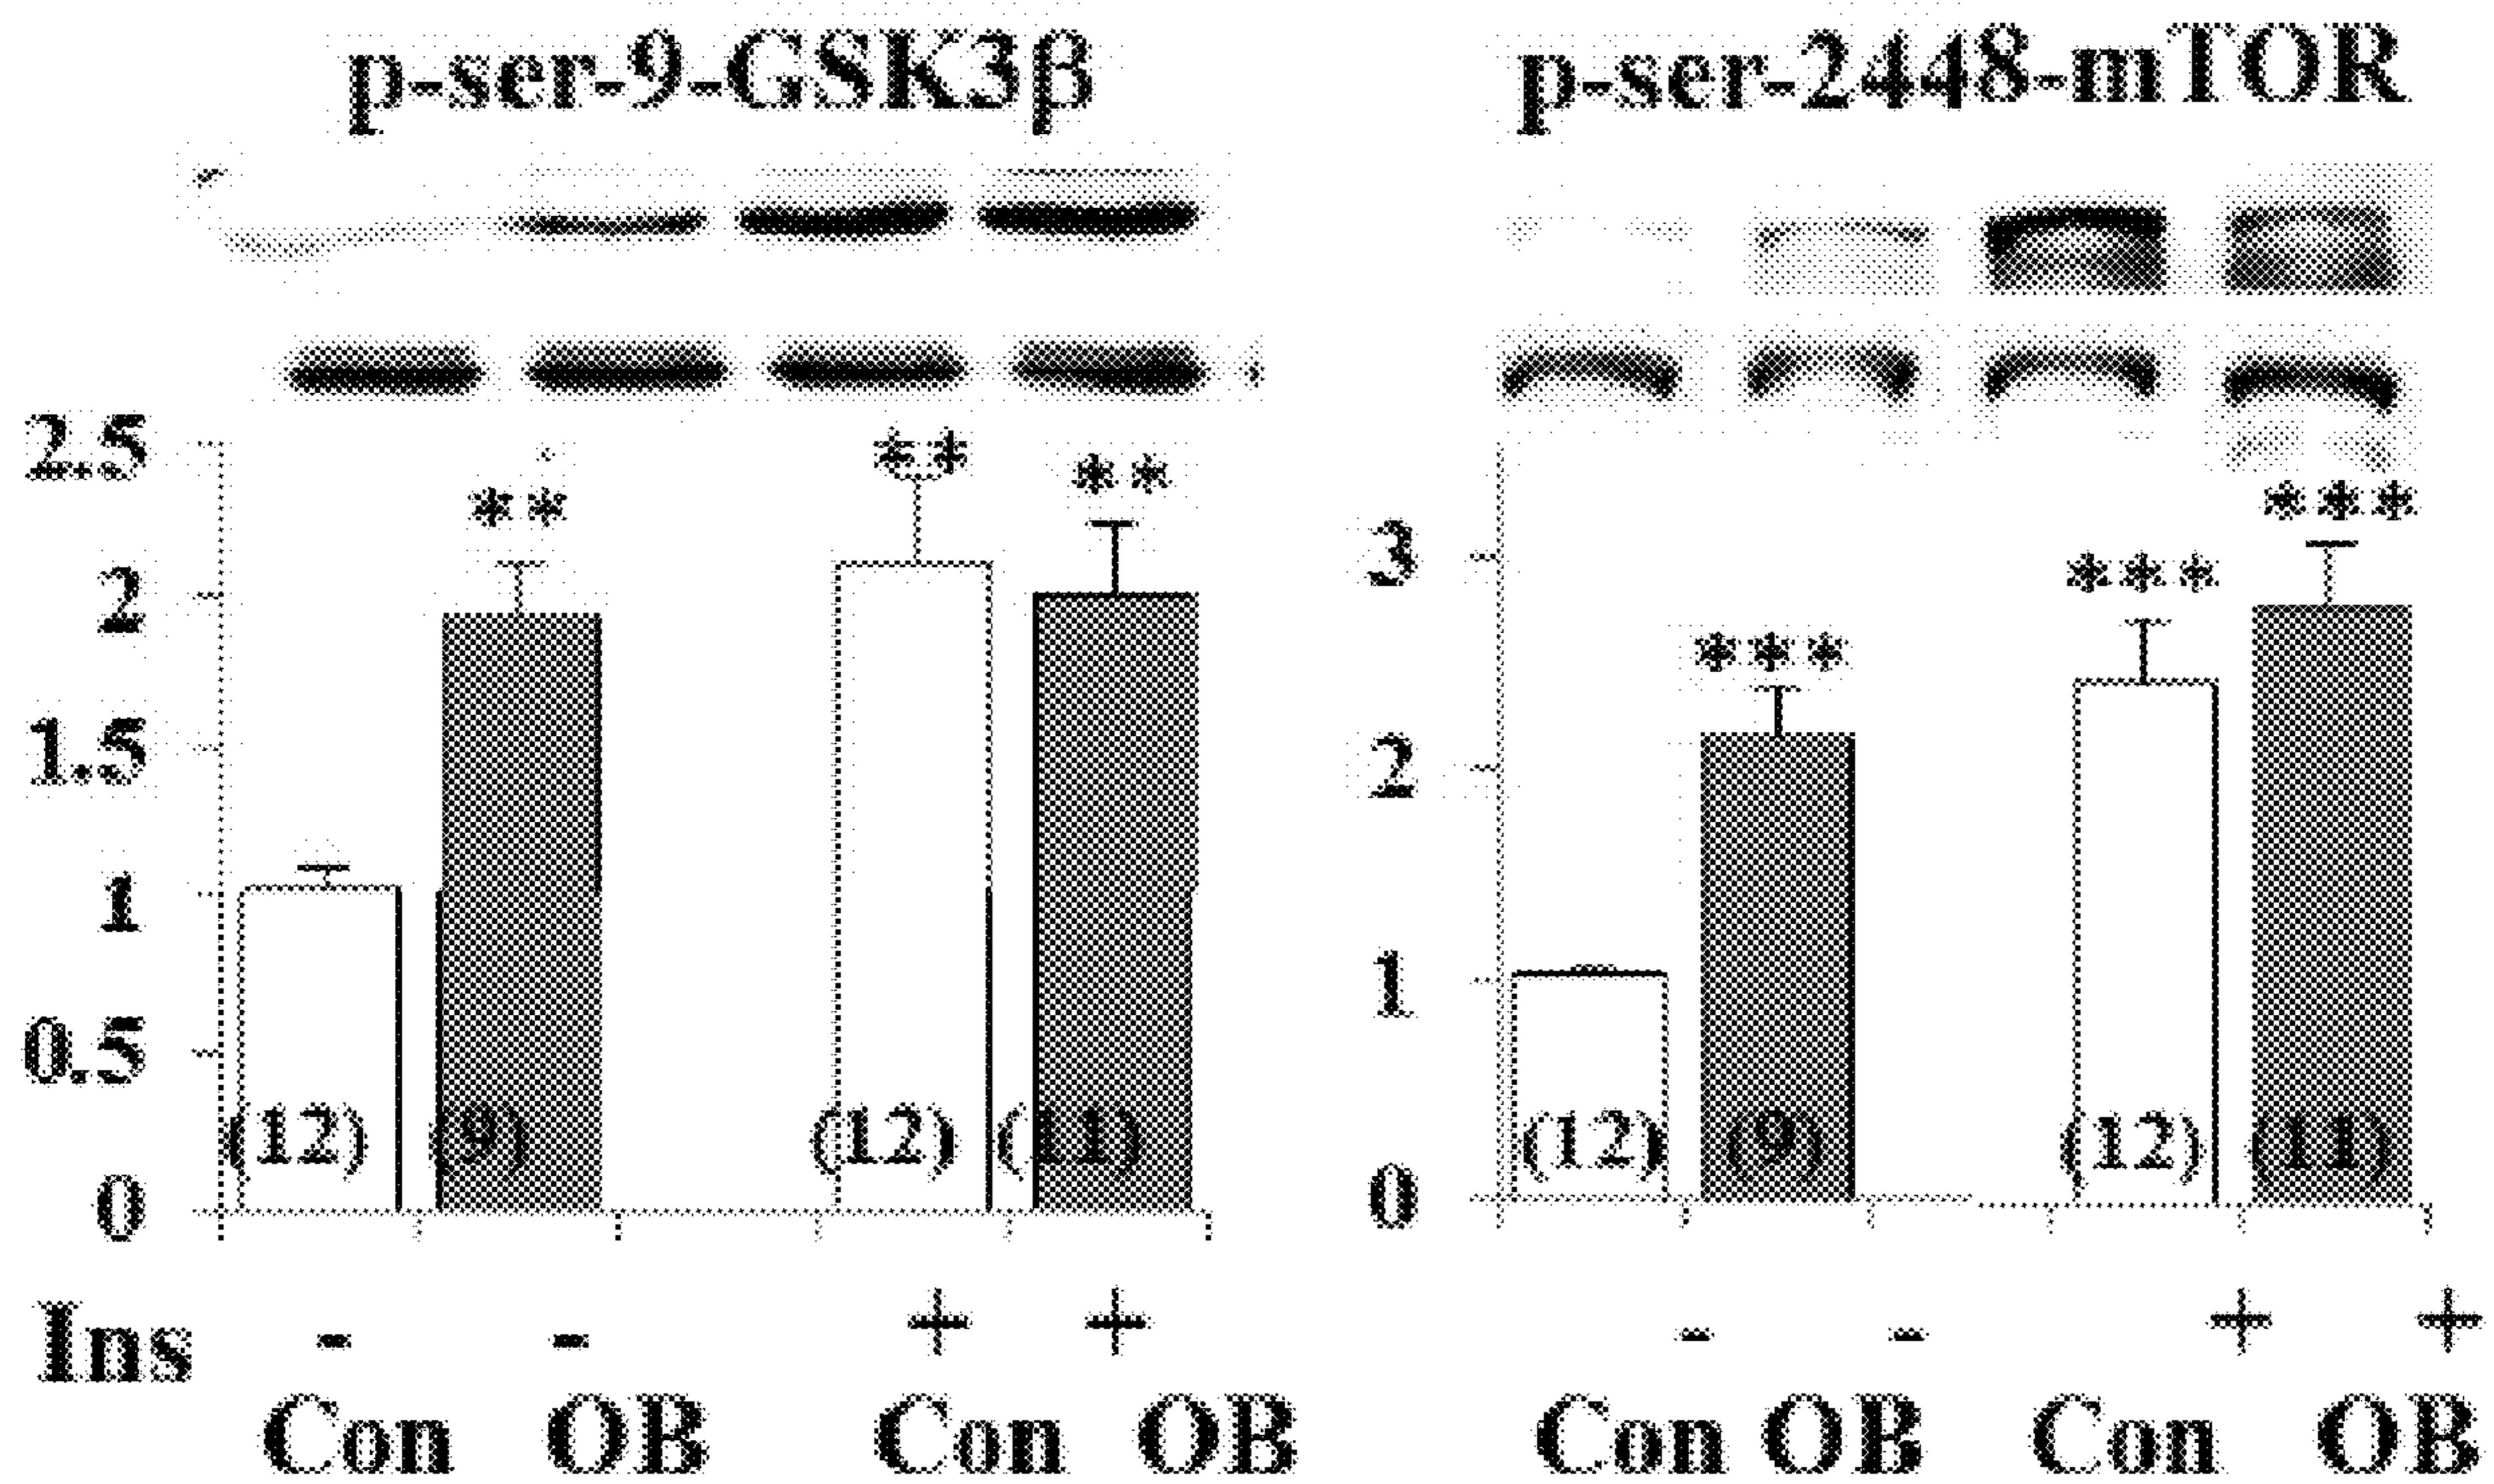 p-ser-9-GSK3β
p-ser-2448-mTOR
2.5
2
1.5
1
0.5
0
** ** **
(12) (9) (12) (11)
3
2
1
0
*** *** ***
(12) (9) (12) (11)
Ins - - + + - - + +
Con OB Con OB Con OB Con OB